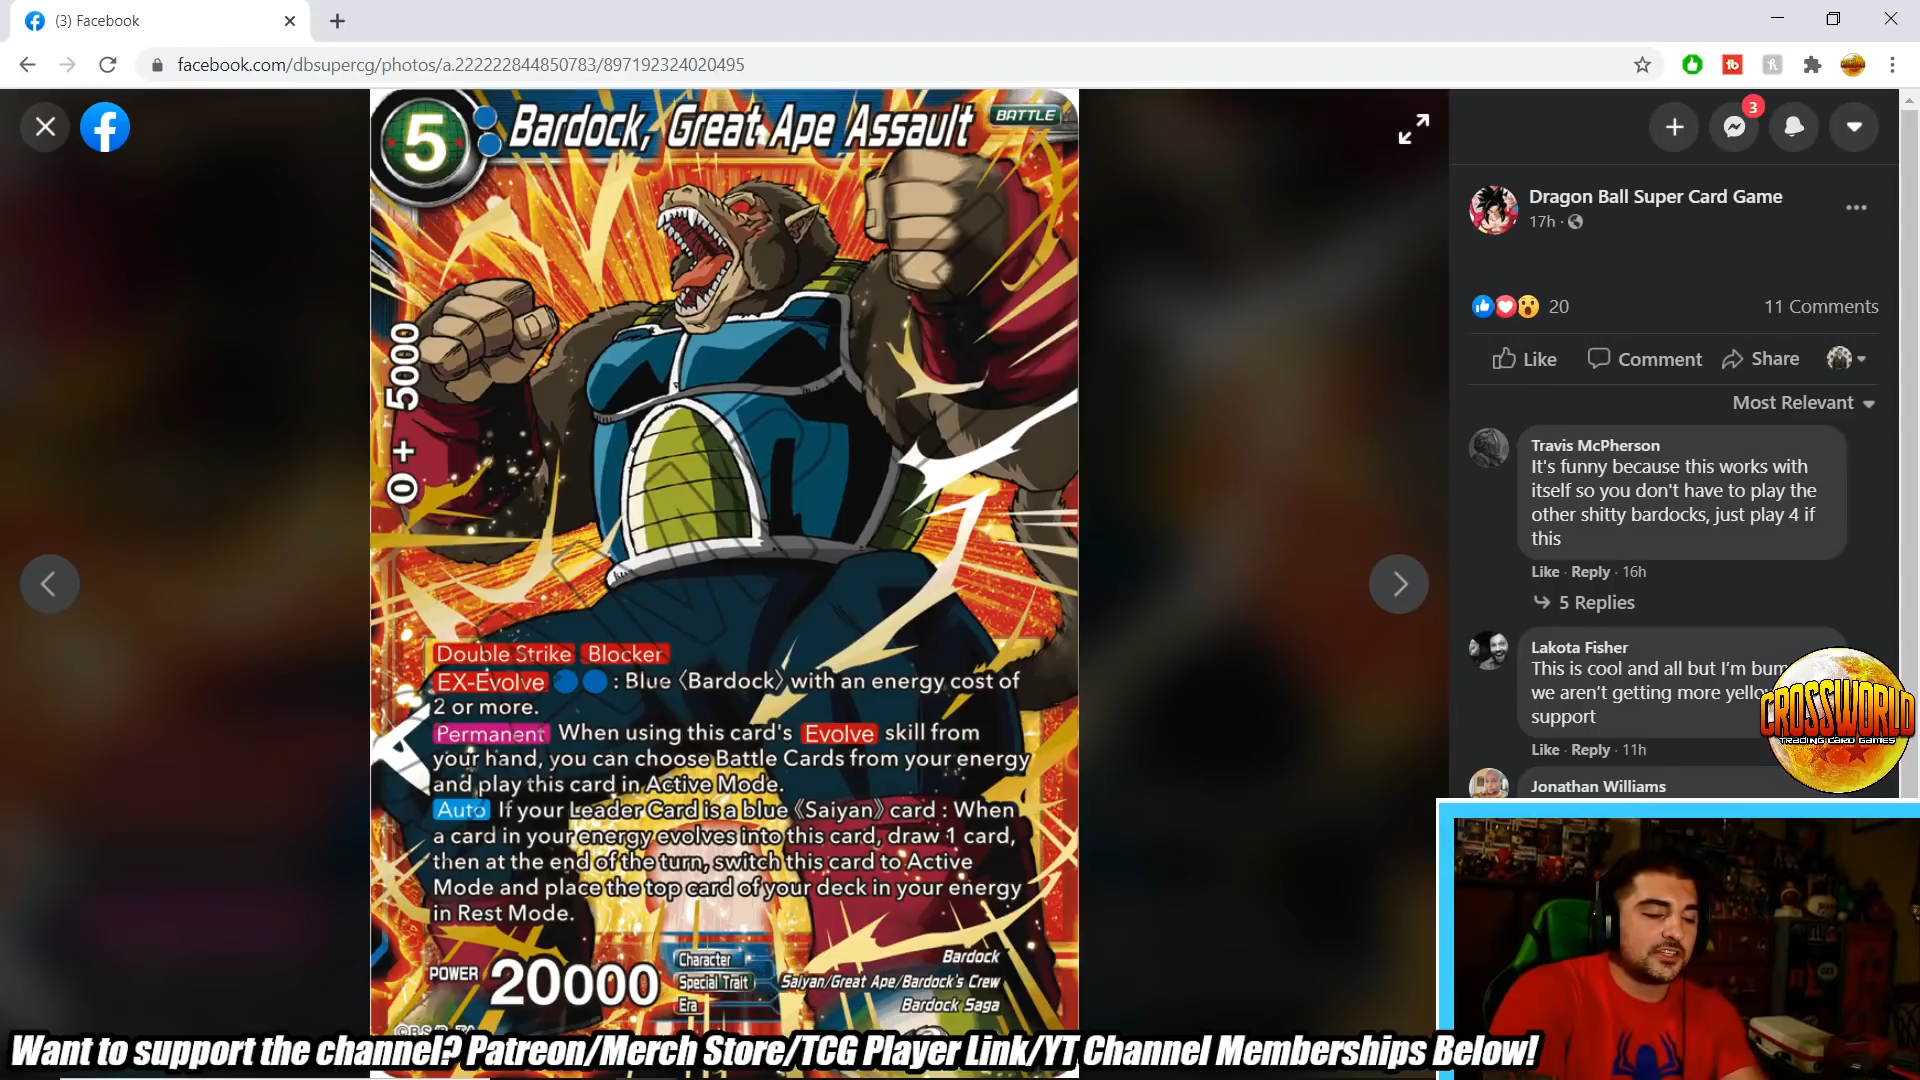 (3) Facebook
facebook.com/dbsupercg/photos/a.222222844850783/897192324020495
5
Bardock, Great Ape Assault
BATTLE
0 + 5000
Double Strike Blocker
EX-Evolve : Blue 〈Bardock〉 with an energy cost of
2 or more.
Permanent When using this card's Evolve skill from
your hand, you can choose Battle Cards from your energy
and play this card in Active Mode.
Auto If your Leader Card is a blue 《Saiyan》 card : When
a card in your energy evolves into this card, draw 1 card,
then at the end of the turn, switch this card to Active
Mode and place the top card of your deck in your energy
in Rest Mode.
POWER 20000
Character Bardock
Special Trait Saiyan/Great Ape/Bardock's Crew
Era Bardock Saga
3
Dragon Ball Super Card Game
17h
20
11 Comments
Like Comment Share
Most Relevant
Travis McPherson
It's funny because this works with
itself so you don't have to play the
other shitty bardocks, just play 4 if
this
Like · Reply · 16h
5 Replies
Lakota Fisher
This is cool and all but I'm
we aren't getting more
support
Like · Reply · 11h
Jonathan Williams
CROSSWORLD
TRADING CARD GAMES
Want to support the channel? Patreon/Merch Store/TCG Player Link/YT Channel Memberships Below!